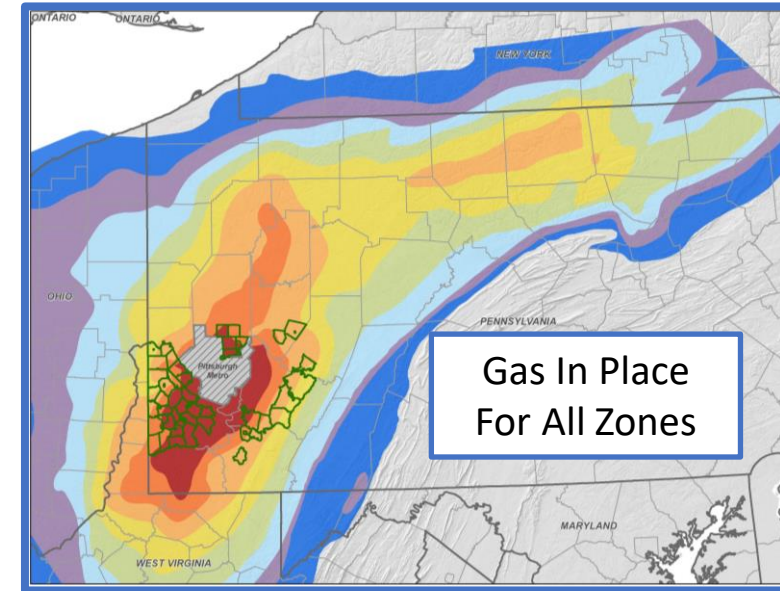 ONTARIO
ONTARIO
NEW YORK
OHIO
PENNSYLVANIA
Pittsburgh
Metro
Gas In Place
For All Zones
MARYLAND
WEST VIRGINIA